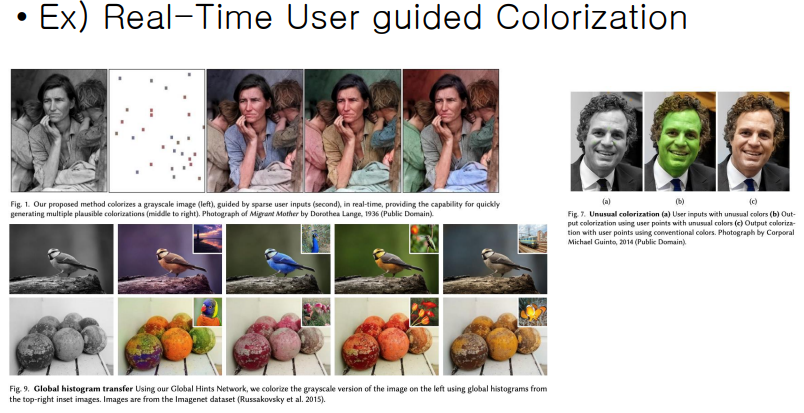 • Ex) Real-Time User guided Colorization
Fig. 1. Our proposed method colorizes a grayscale image (left), guided by sparse user inputs (second), in real-time, providing the capability for quickly
generating multiple plausible colorizations (middle to right). Photograph of Migrant Mother by Dorothea Lange, 1936 (Public Domain).
(a)
(b)
(c)
Fig. 7. Unusual colorization (a) User inputs with unusual colors (b) Out-
put colorization using user points with unusual colors (c) Output coloriza-
tion with user points using conventional colors. Photograph by Corporal
Michael Guinto, 2014 (Public Domain).
Fig. 9. Global histogram transfer Using our Global Hints Network, we colorize the grayscale version of the image on the left using global histograms from
the top-right inset images. Images are from the Imagenet dataset (Russakovsky et al. 2015).